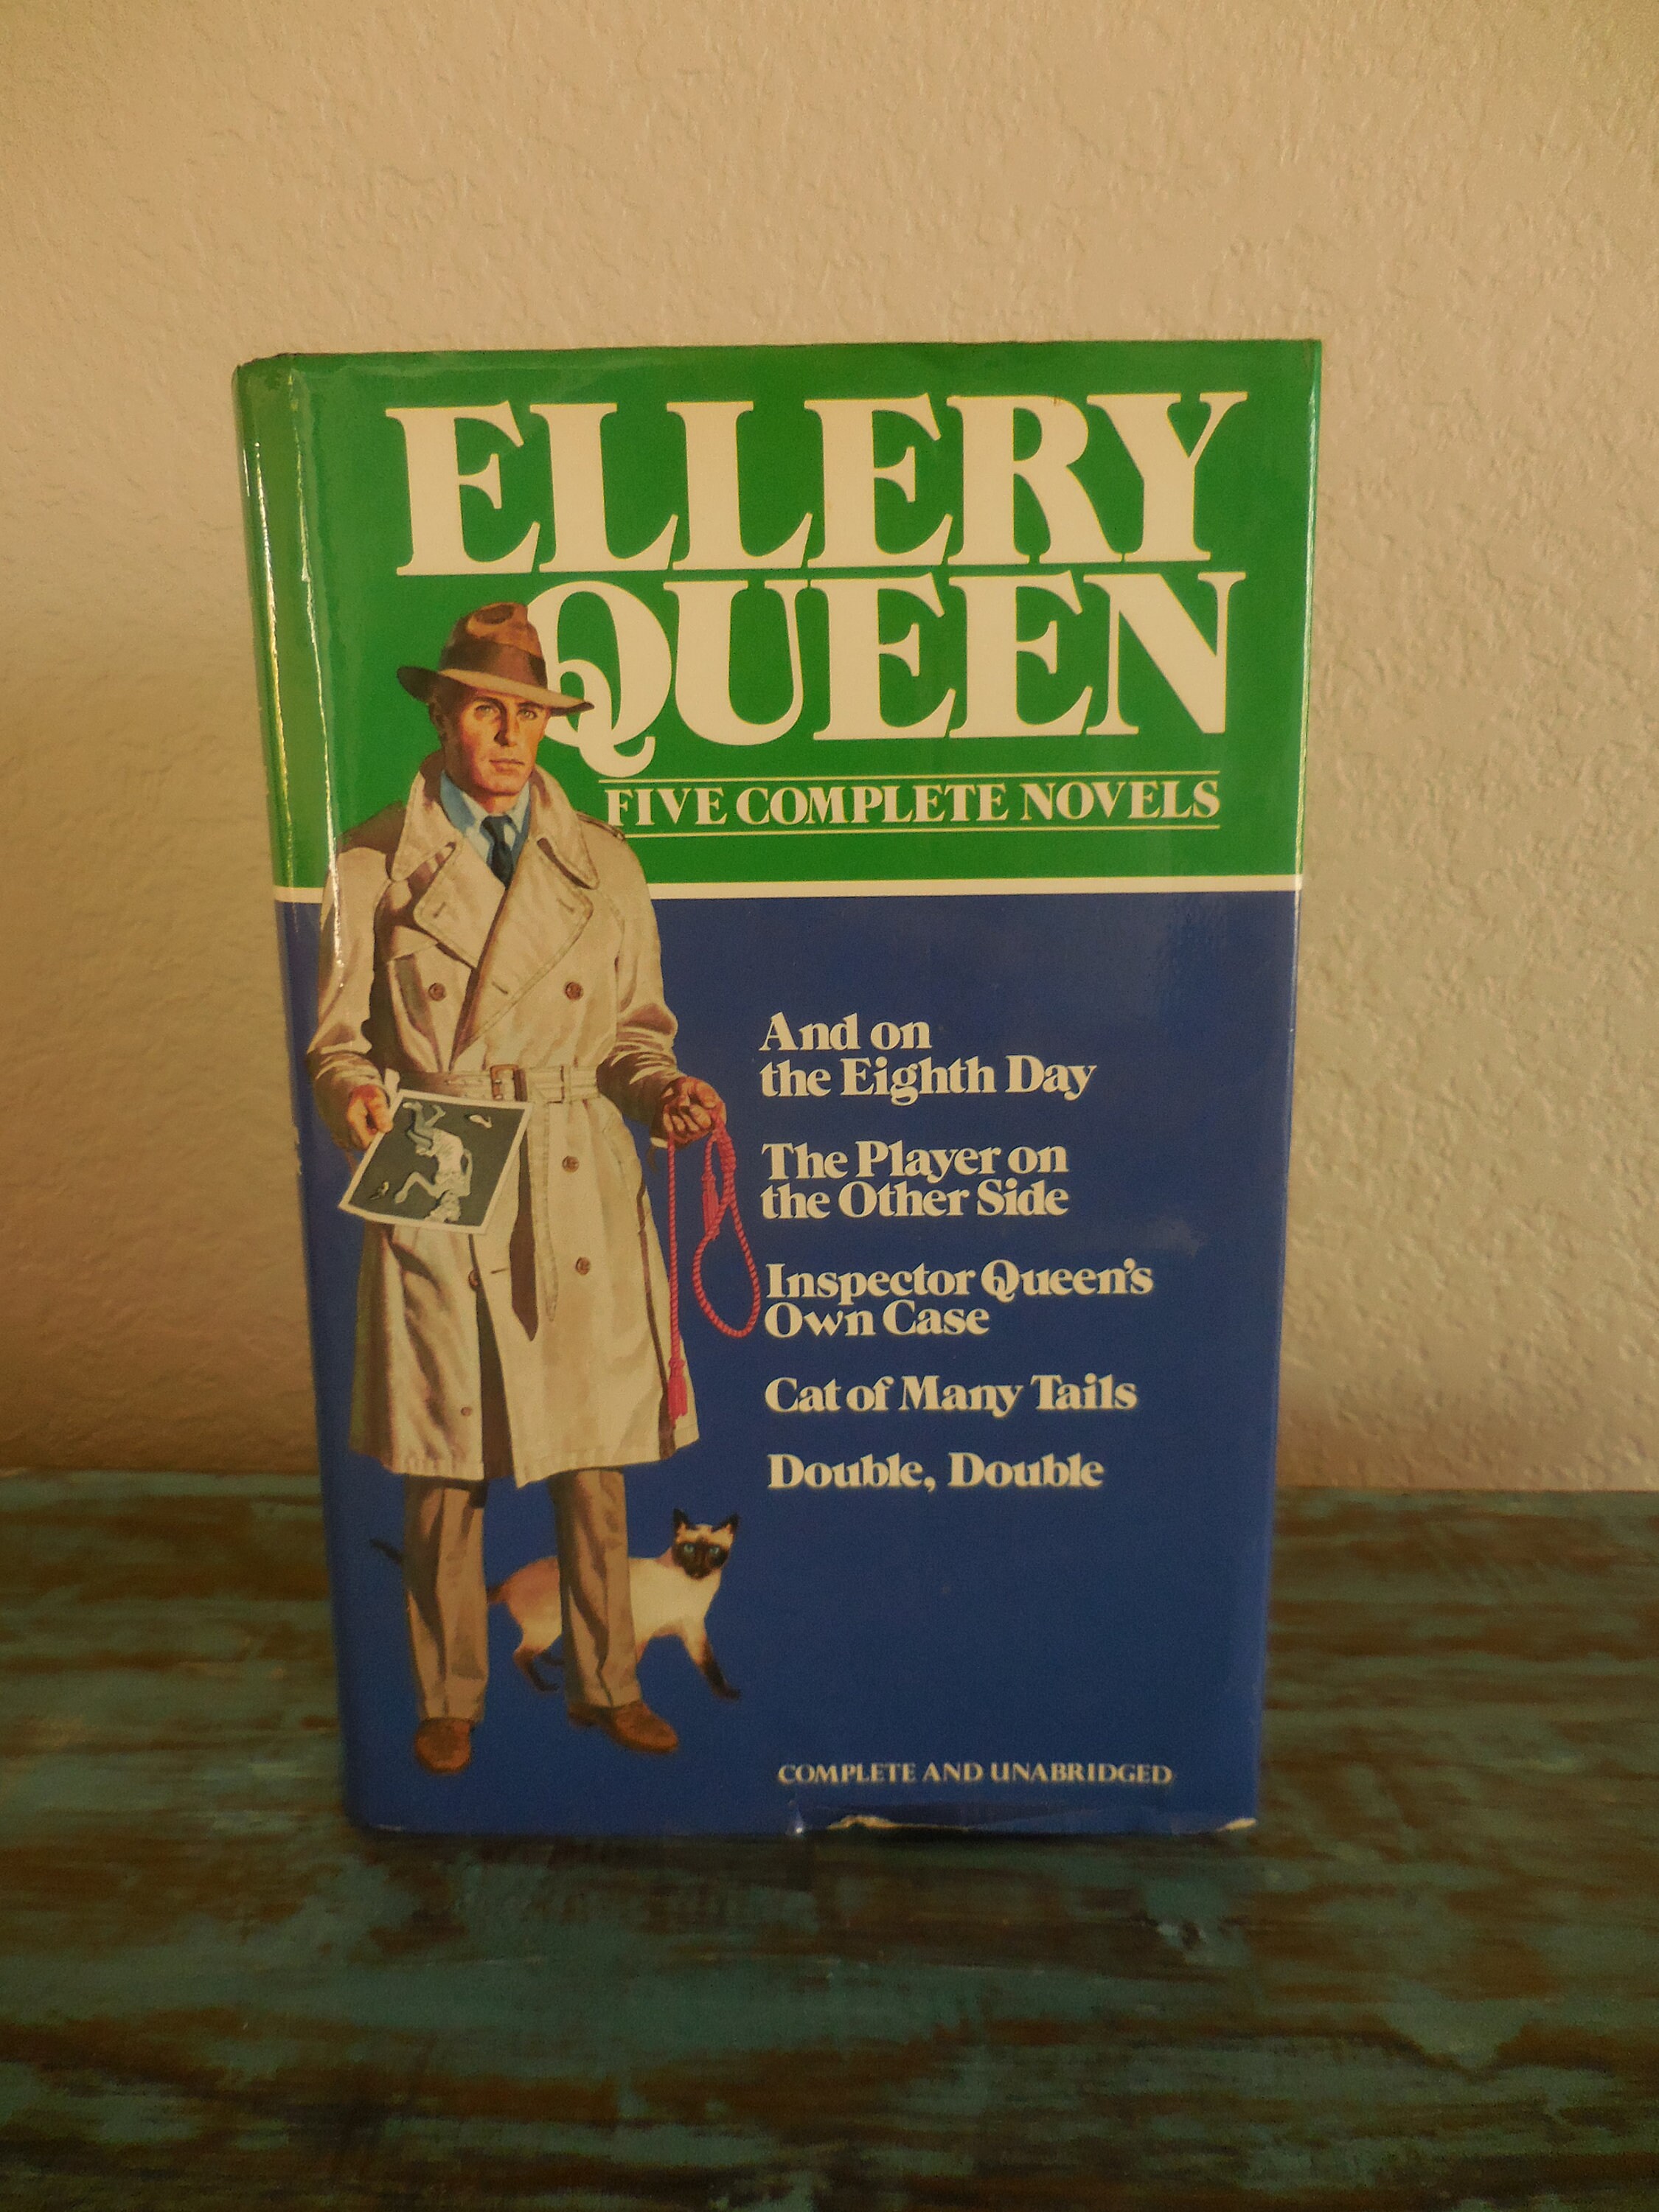 ELLERY
QUEEN
FIVE COMPLETE NOVELS
And on
the Eighth Day
The Player on
the Other Side
Inspector Queen's
Own Case
Cat of Many Tails
Double, Double
COMPLETE AND UNABRIDGED